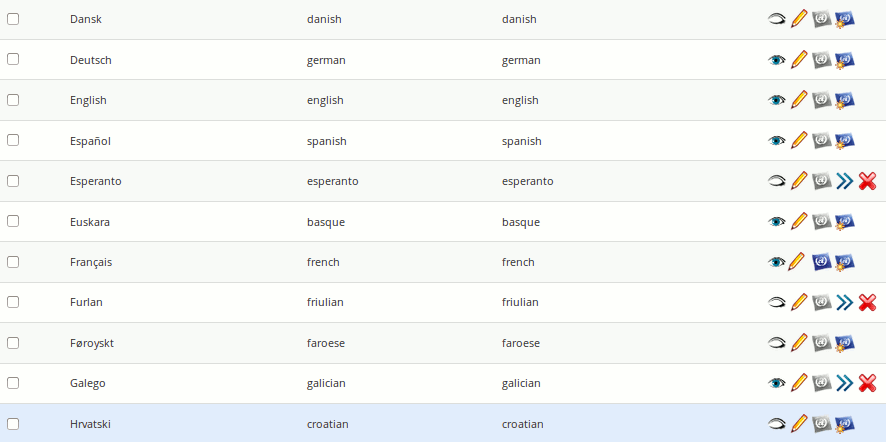 Dansk danish danish
Deutsch german german
English english english
Español spanish spanish
Esperanto esperanto esperanto
Euskara basque basque
Français french french
Furlan friulian friulian
Føroyskt faroese faroese
Galego galician galician
Hrvatski croatian croatian